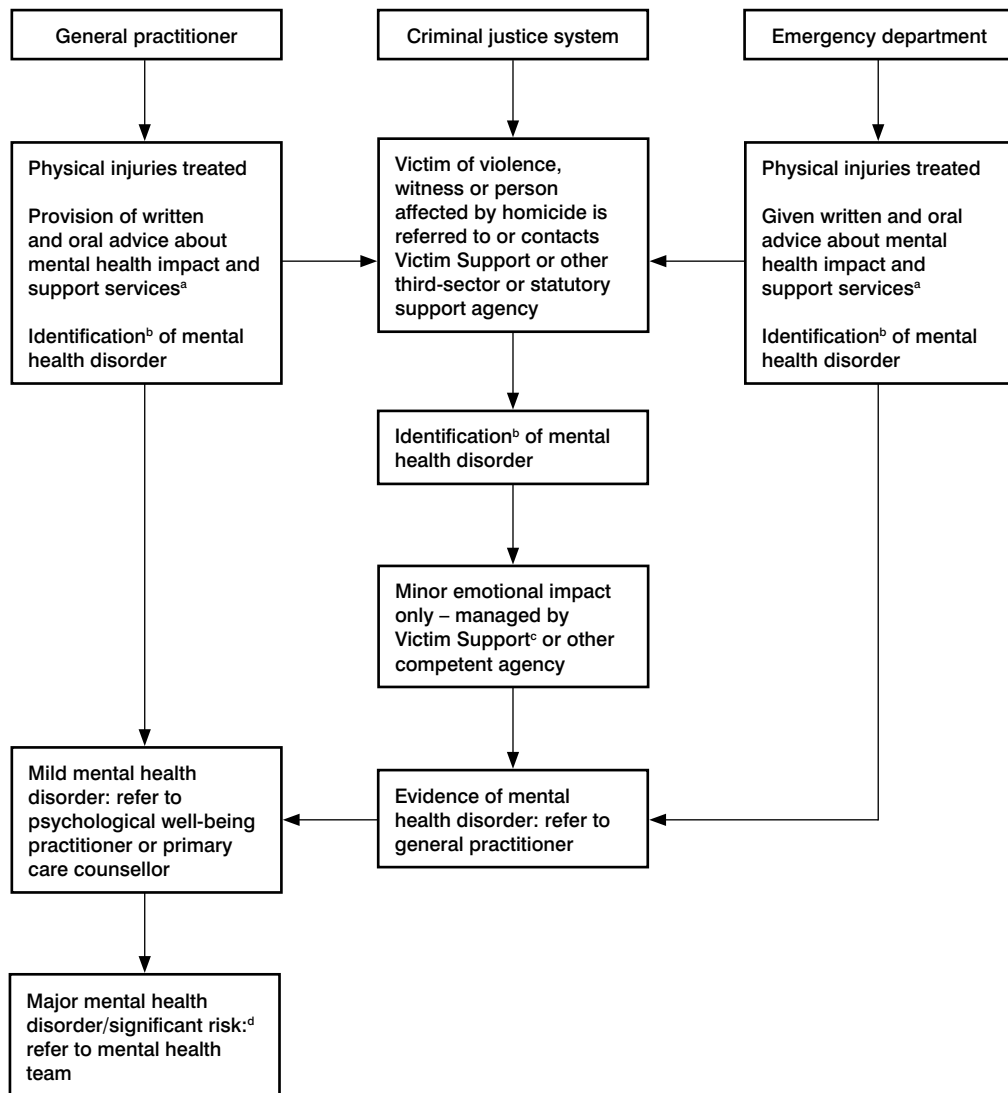 General practitioner
Criminal justice system
Emergency department
Physical injuries treated
Provision of written
and oral advice about
mental health impact and
support servicesᵃ
Identificationᵇ of mental
health disorder
Victim of violence,
witness or person
affected by homicide is
referred to or contacts
Victim Support or other
third-sector or statutory
support agency
Physical injuries treated
Given written and oral
advice about mental
health impact and
support servicesᵃ
Identificationᵇ of mental
health disorder
Identificationᵇ of mental
health disorder
Minor emotional impact
only – managed by
Victim Supportᶜ or other
competent agency
Mild mental health
disorder: refer to
psychological well-being
practitioner or primary
care counsellor
Evidence of mental
health disorder: refer to
general practitioner
Major mental health
disorder/significant risk:ᵈ
refer to mental health
team